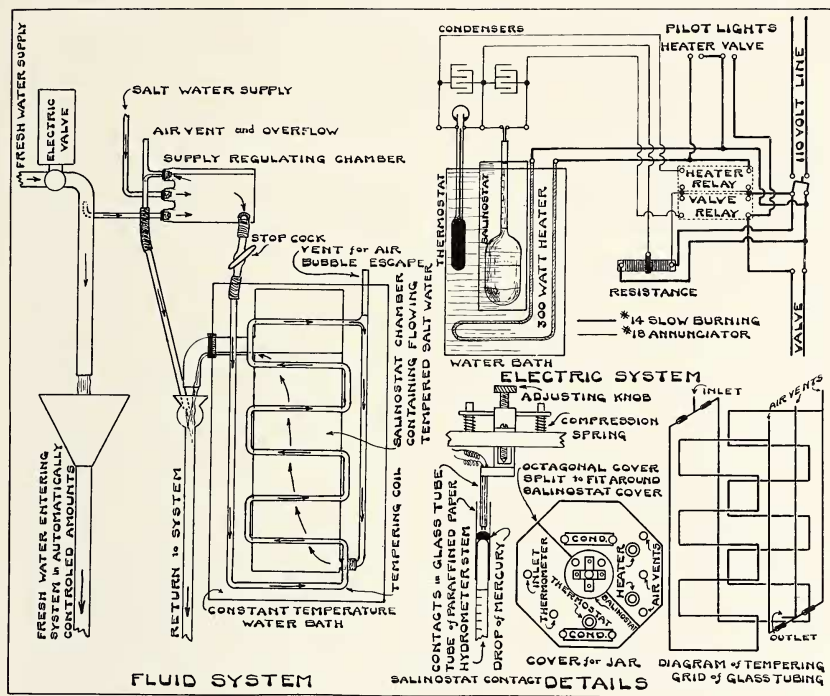 FRESH WATER SUPPLY
ELECTRIC
VALVE
SALT WATER SUPPLY
AIR VENT and OVERFLOW
SUPPLY REGULATING CHAMBER
STOP COCK
VENT for AIR
BUBBLE ESCAPE
SALINOSTAT CHAMBER
CONTAINING FLOWING
TEMPERED SALT WATER
TEMPERING COIL
FRESH WATER ENTERING
SYSTEM in AUTOMATICALLY
CONTROLED AMOUNTS
RETURN to SYSTEM
CONSTANT TEMPERATURE
WATER BATH
FLUID SYSTEM
CONDENSERS
PILOT LIGHTS
HEATER VALVE
110 VOLT LINE
THERMOSTAT
SALINOSTAT
300 WATT HEATER
HEATER
RELAY
VALVE
RELAY
RESISTANCE
#14 SLOW BURNING
#18 ANNUNCIATOR
VALVE
WATER BATH
ELECTRIC SYSTEM
ADJUSTING KNOB
COMPRESSION
SPRING
CONTACTS in GLASS TUBE
TUBE of PARAFFINED PAPER
HYDROMETER STEM
DROP of MERCURY
SALINOSTAT CONTACT
OCTAGONAL COVER
SPLIT to FIT AROUND
SALINOSTAT COVER
COND.
INLET
THERMOMETER
THERMOSTAT
SALINOSTAT
HEATER
AIR VENTS
COND.
COVER for JAR
DETAILS
INLET
AIR VENTS
OUTLET
DIAGRAM of TEMPERING
GRID of GLASS TUBING